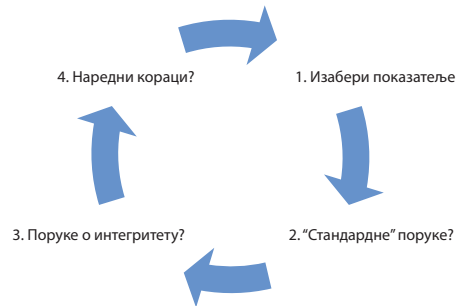 4. Наредни кораци?
1. Изабери показатеље
3. Поруке о интегритету?
2. “Стандардне” поруке?